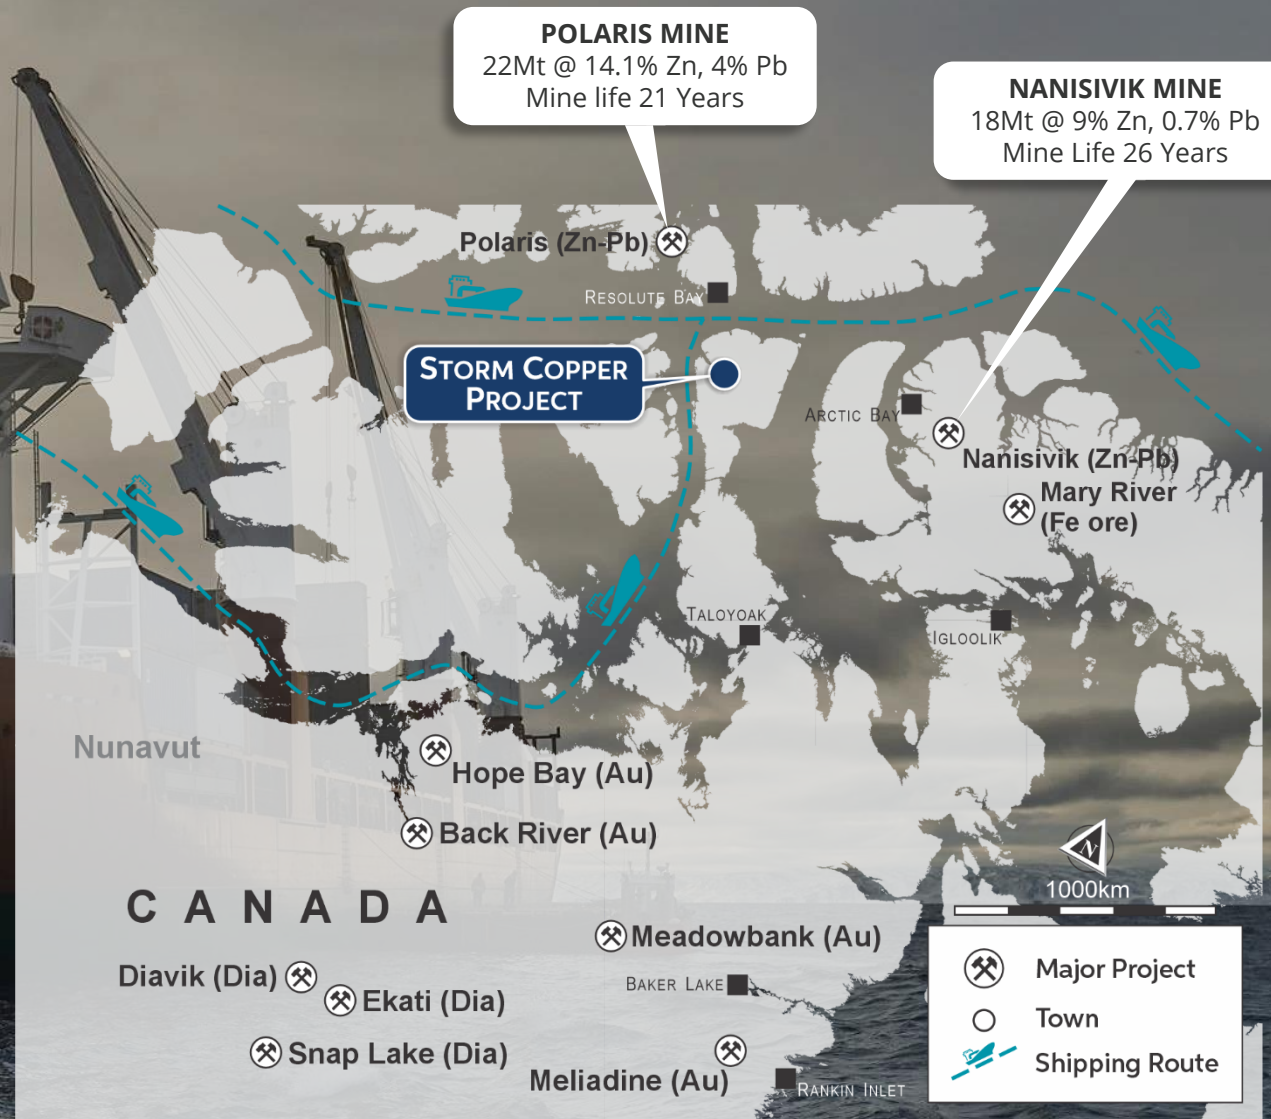 POLARIS MINE
22Mt @ 14.1% Zn, 4% Pb
Mine life 21 Years
NANISIVIK MINE
18Mt @ 9% Zn, 0.7% Pb
Mine Life 26 Years
Polaris (Zn-Pb)
RESOLUTE BAY
STORM COPPER
PROJECT
ARCTIC BAY
Nanisivik (Zn-Pb)
Mary River
(Fe ore)
TALOYOAK
IGLOOLIK
Nunavut
Hope Bay (Au)
Back River (Au)
N
1000km
CANADA
Meadowbank (Au)
Diavik (Dia)
BAKER LAKE
Ekati (Dia)
Snap Lake (Dia)
Meliadine (Au)
RANKIN INLET
Major Project
Town
Shipping Route